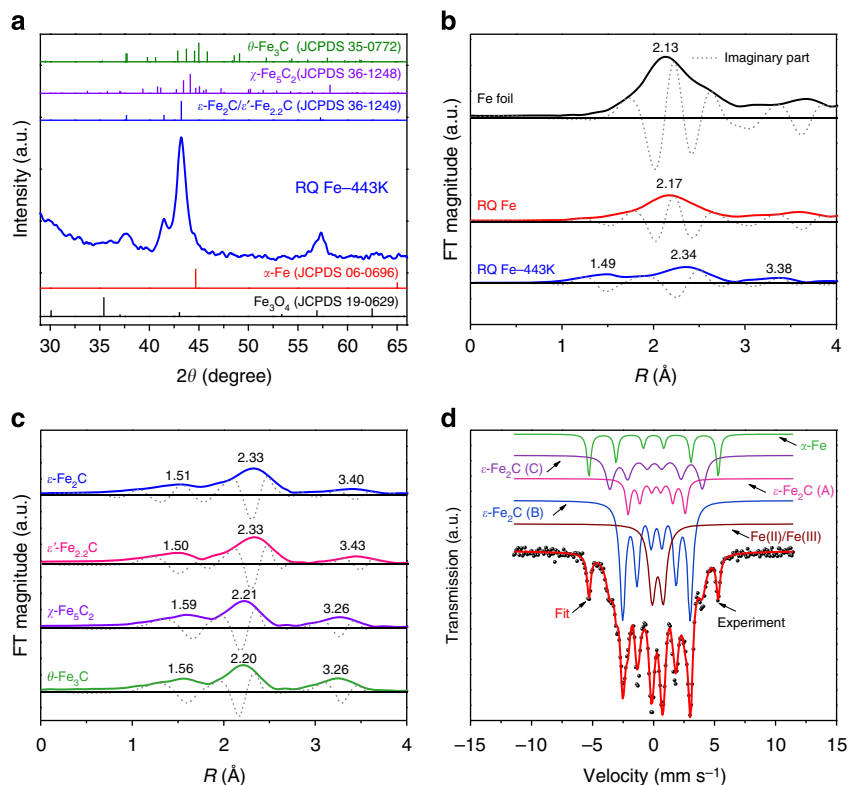 a
θ-Fe₃C (JCPDS 35-0772)
χ-Fe₅C₂(JCPDS 36-1248)
ε-Fe₂C/ε′-Fe₂.₂C (JCPDS 36-1249)
RQ Fe–443K
α-Fe (JCPDS 06-0696)
Fe₃O₄ (JCPDS 19-0629)
Intensity (a.u.)
30 35 40 45 50 55 60 65
2θ (degree)
b
2.13
Imaginary part
Fe foil
2.17
RQ Fe
2.34
1.49
3.38
RQ Fe–443K
FT magnitude (a.u.)
0 1 2 3 4
R (Å)
c
ε-Fe₂C
2.33
1.51
3.40
ε′-Fe₂.₂C
2.33
1.50
3.43
χ-Fe₅C₂
2.21
1.59
3.26
θ-Fe₃C
2.20
1.56
3.26
FT magnitude (a.u.)
0 1 2 3 4
R (Å)
d
α-Fe
ε-Fe₂C (C)
ε-Fe₂C (A)
ε-Fe₂C (B)
Fe(II)/Fe(III)
Fit
Experiment
Transmission (a.u.)
−15 −10 −5 0 5 10 15
Velocity (mm s⁻¹)